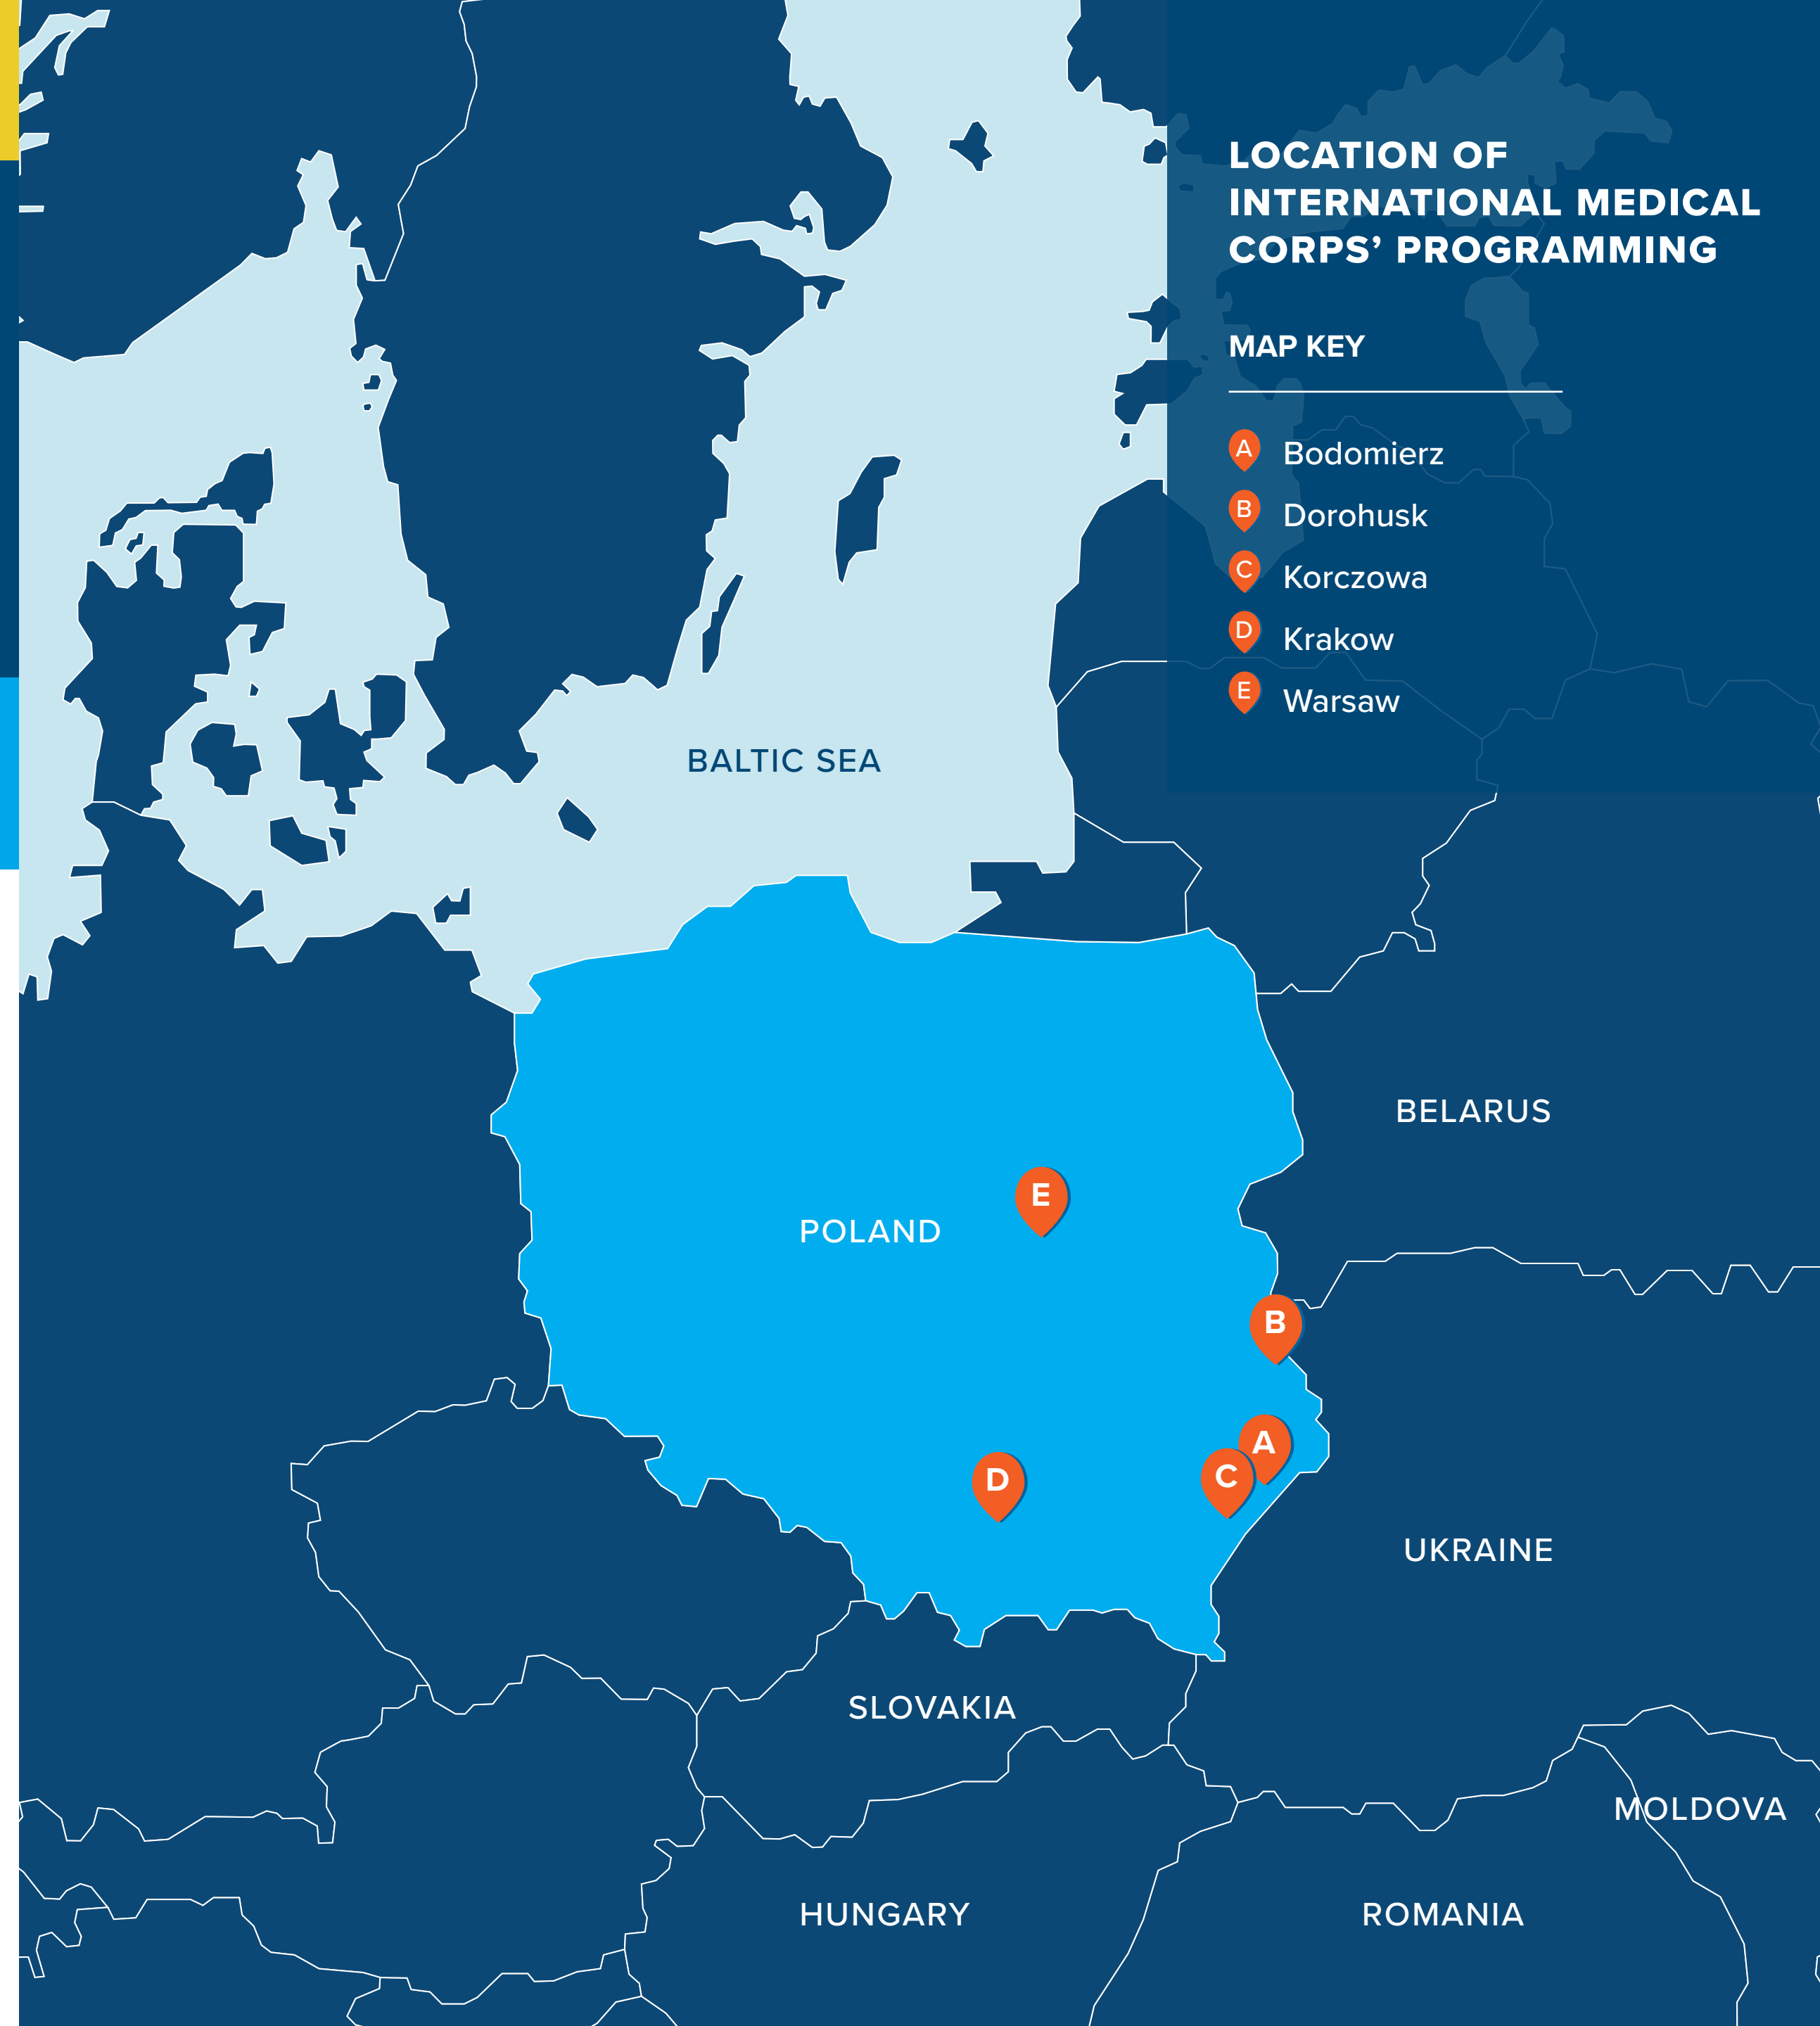 LOCATION OF
INTERNATIONAL MEDICAL
CORPS’ PROGRAMMING
MAP KEY
A Bodomierz
B Dorohusk
C Korczowa
D Krakow
E Warsaw
BALTIC SEA
BELARUS
E
POLAND
B
A
C
D
UKRAINE
SLOVAKIA
MOLDOVA
HUNGARY
ROMANIA